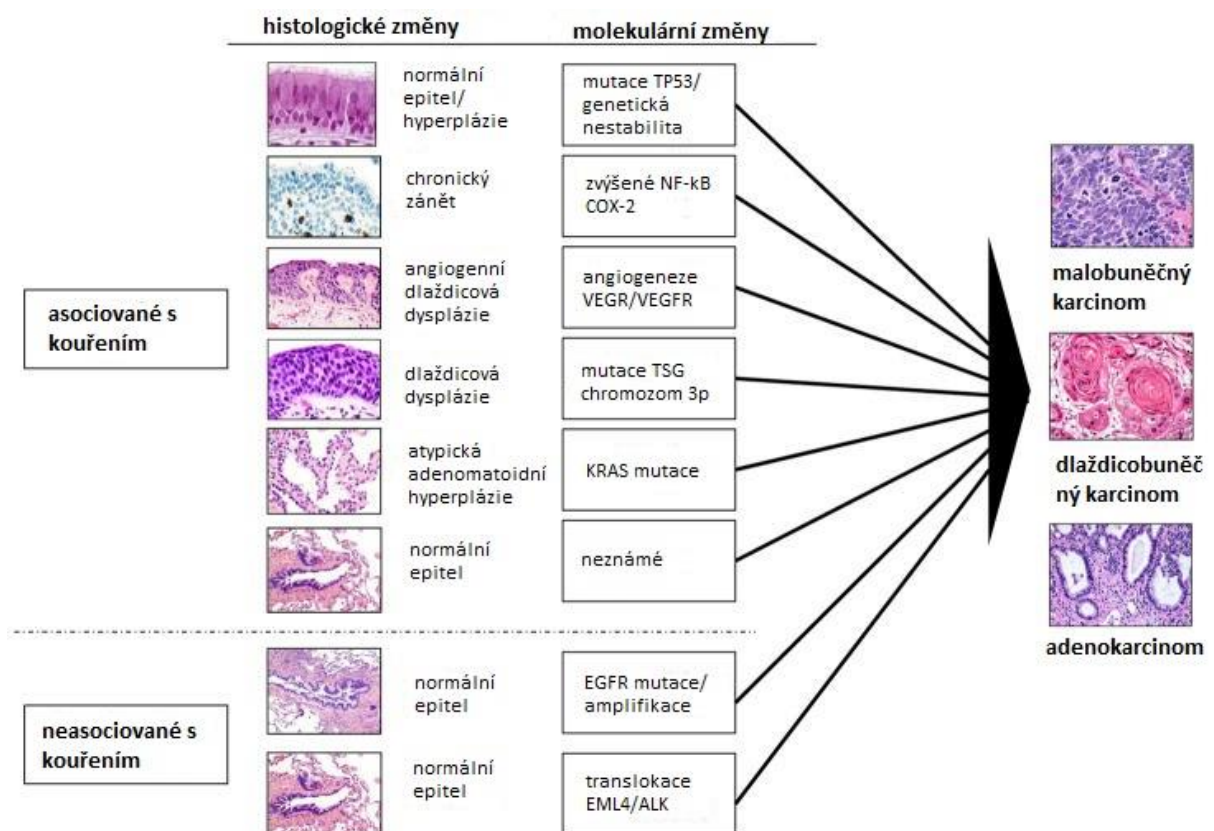 histologické změny
molekulární změny
asociované s
kouřením
normální
epitel/
hyperplázie
mutace TP53/
genetická
nestabilita
chronický
zánět
zvýšené NF-kB
COX-2
angiogenní
dlaždicová
dysplázie
angiogeneze
VEGR/VEGFR
dlaždicová
dysplázie
mutace TSG
chromozom 3p
atypická
adenomatoidní
hyperplázie
KRAS mutace
normální
epitel
neznámé
neasociované s
kouřením
normální
epitel
EGFR mutace/
amplifikace
normální
epitel
translokace
EML4/ALK
malobuněčný
karcinom
dlaždicobuněč
ný karcinom
adenokarcinom